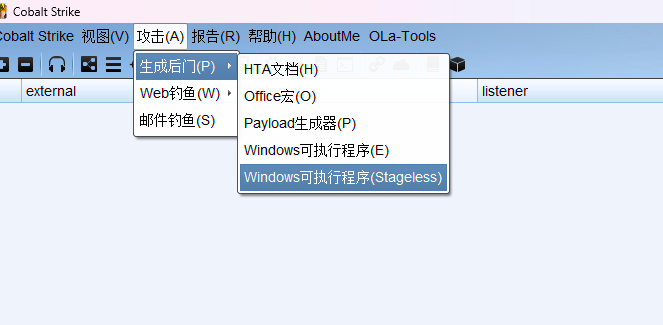 Cobalt Strike
Cobalt Strike 视图(V) 攻击(A) 报告(R) 帮助(H) AboutMe OLa-Tools
生成后门(P)
Web钓鱼(W)
邮件钓鱼(S)
HTA文档(H)
Office宏(O)
Payload生成器(P)
Windows可执行程序(E)
Windows可执行程序(Stageless)
external
listener